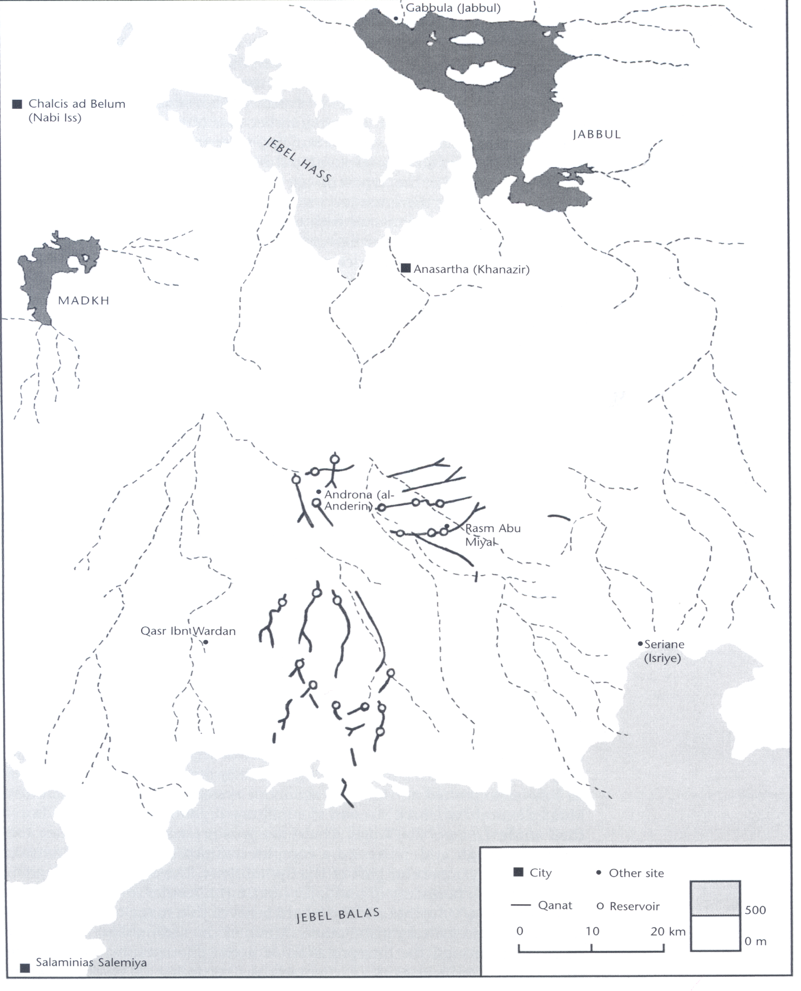 Gabbula (Jabbul)
Chalcis ad Belum
(Nabi Iss)
JABBUL
JEBEL HASS
Anasartha (Khanazir)
MADKH
Androna (al-
Anderin)
Rasm Abu
Miyal
Qasr Ibn Wardan
Seriane
(Isriye)
JEBEL BALAS
Salaminias Salemiya
City
Other site
Qanat
Reservoir
0 10 20 km
500
0 m